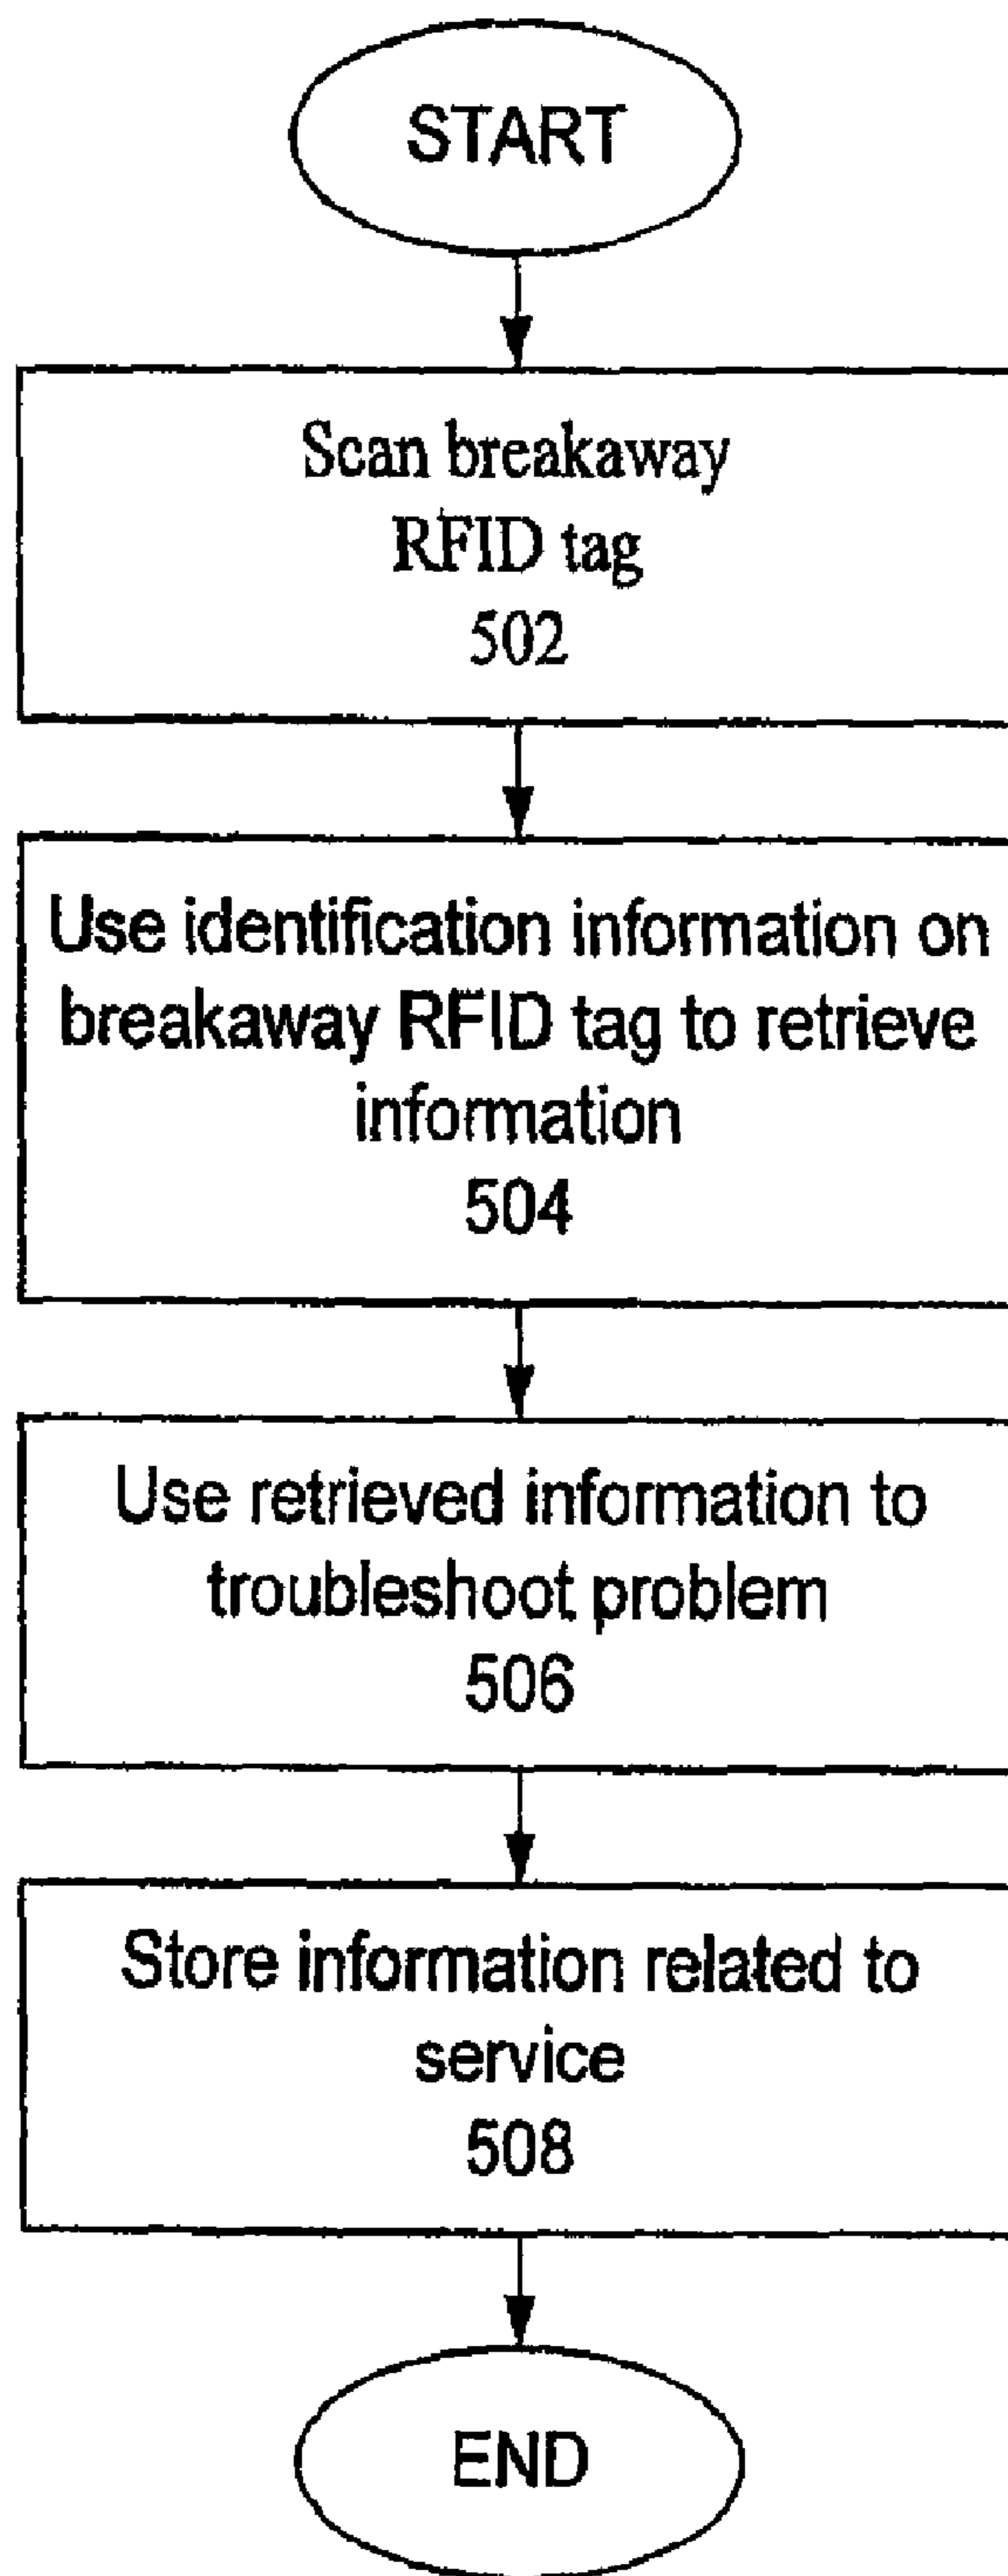 START
Scan breakaway
RFID tag
502
Use identification information on
breakaway RFID tag to retrieve
information
504
Use retrieved information to
troubleshoot problem
506
Store information related to
service
508
END